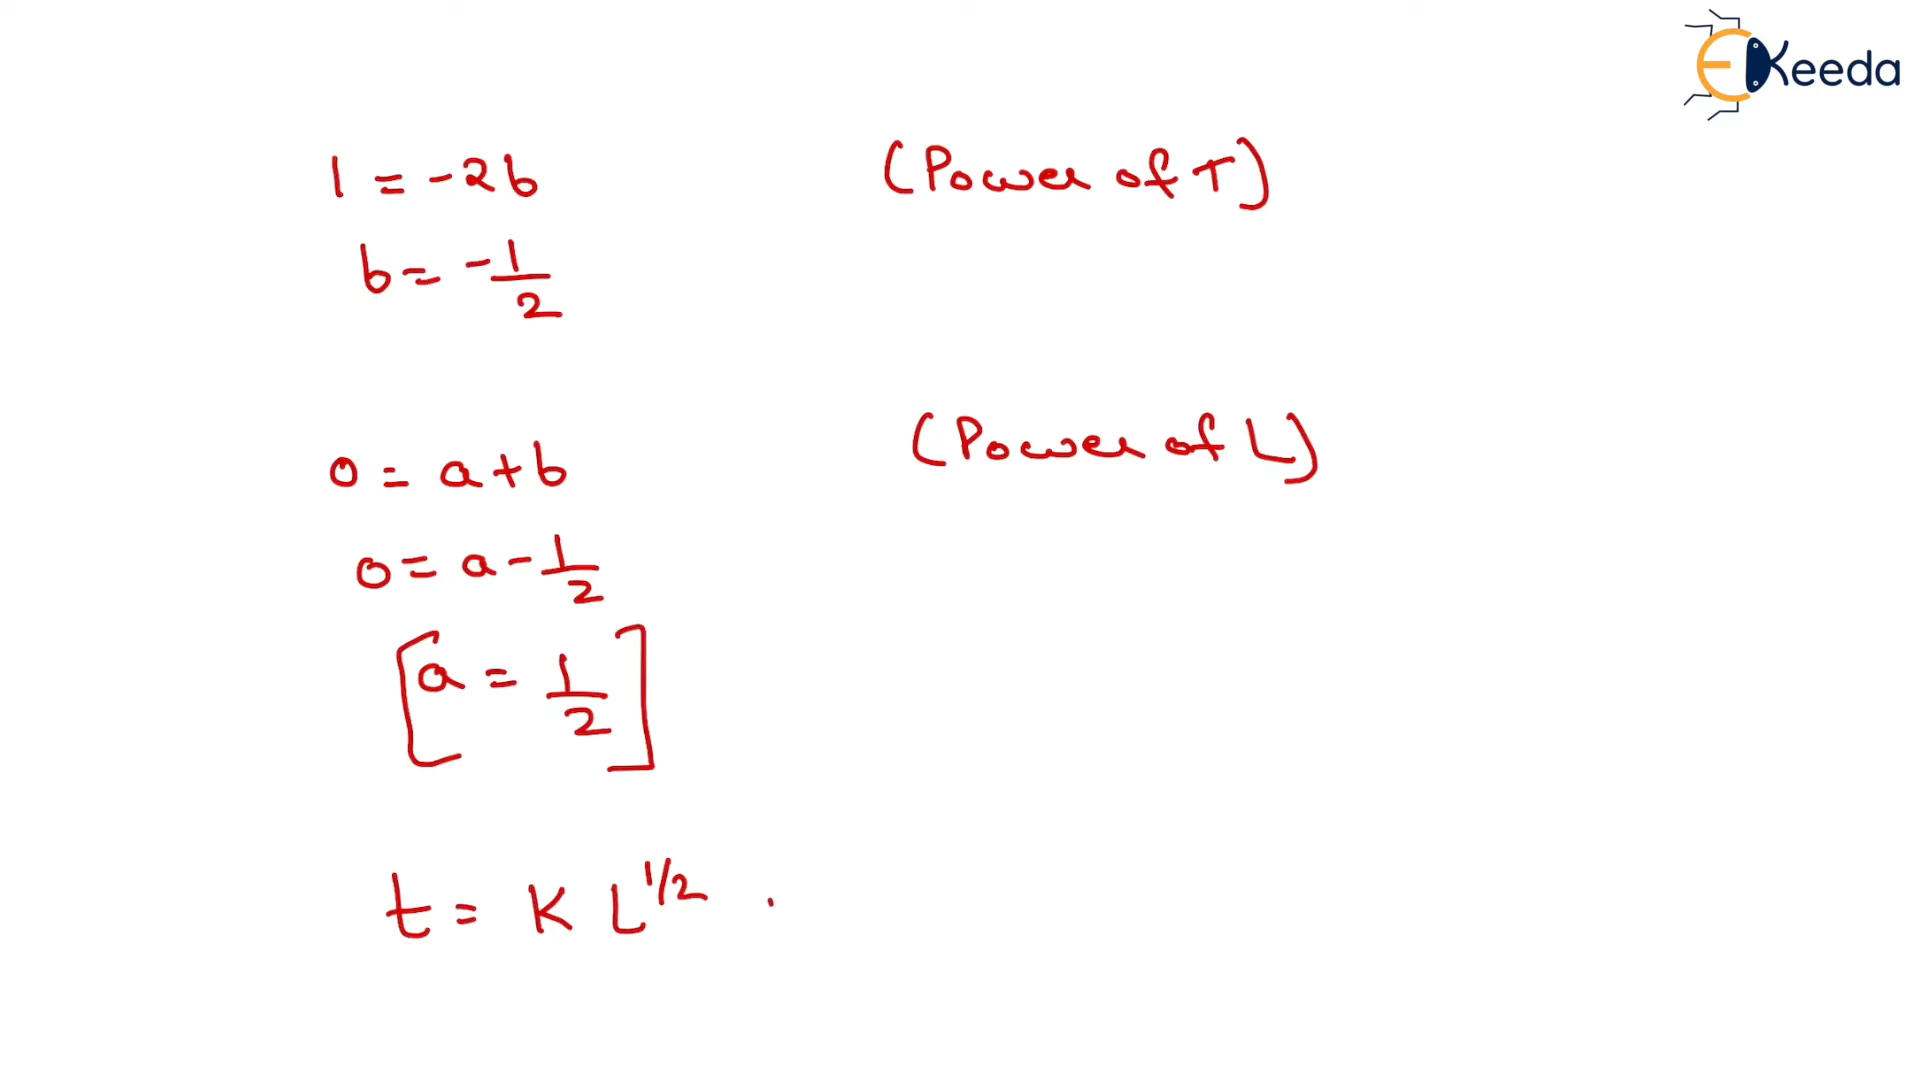 EKeeda
1 = -2b (Power of T)
b = -1/2
0 = a+b (Power of L)
0 = a - 1/2
[a = 1/2]
t = K L^1/2 .